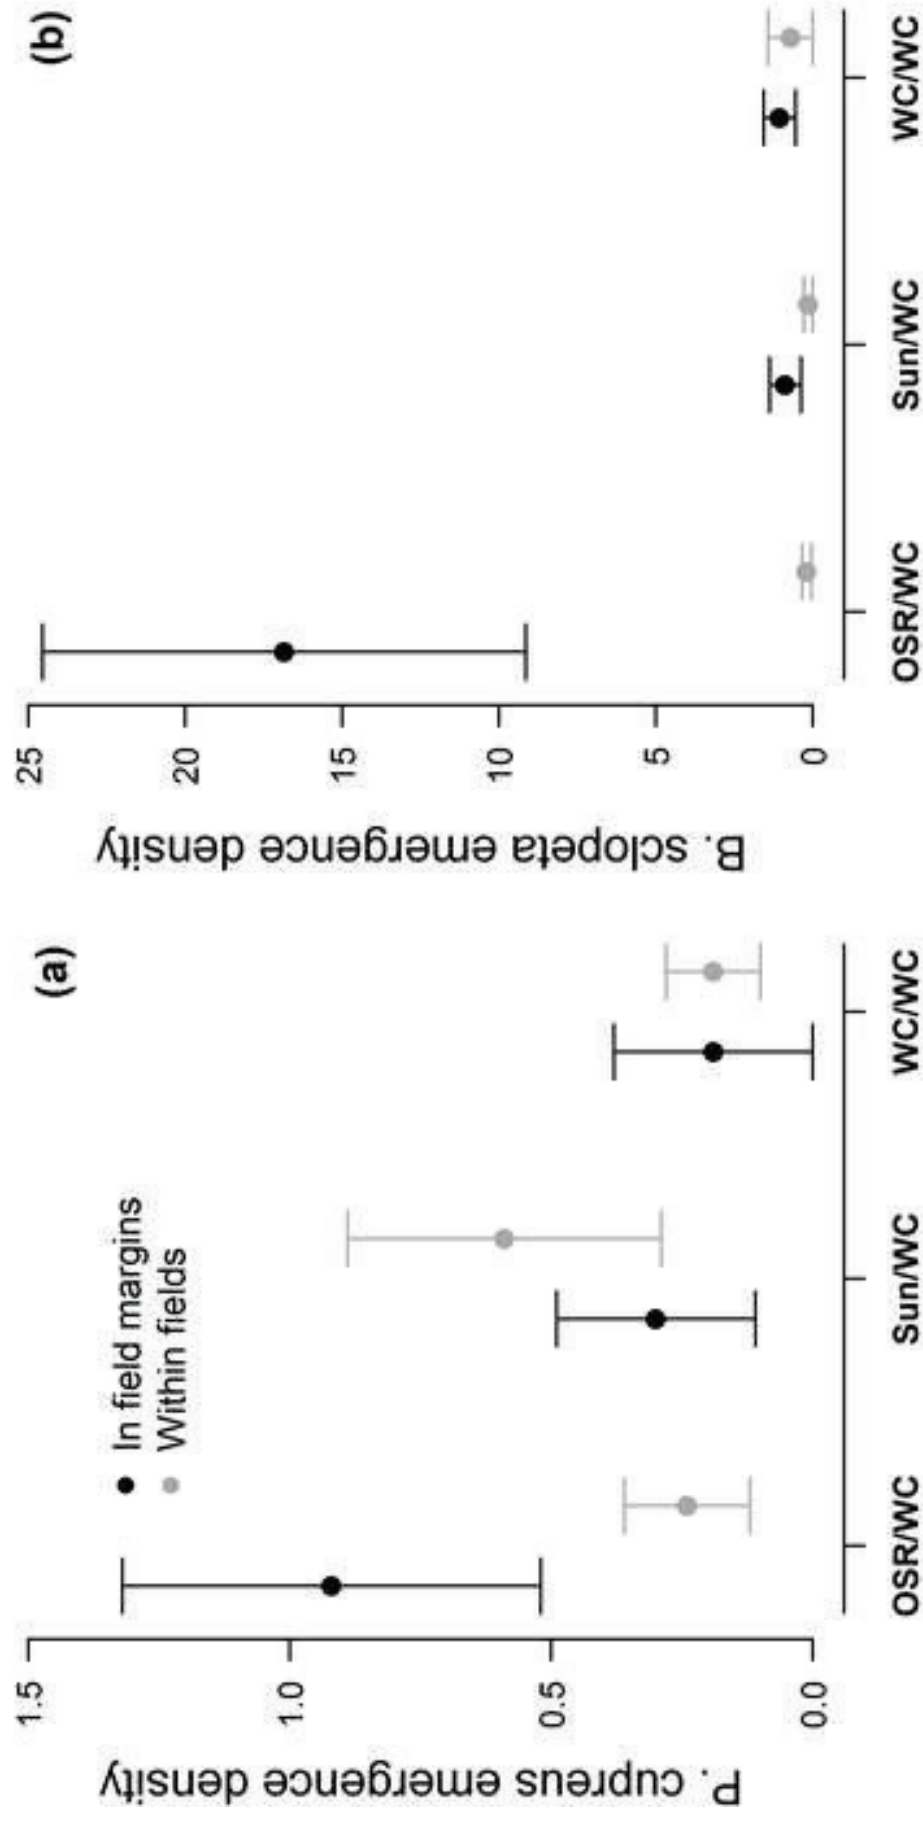 (a)
P. cupreus emergence density
1.5
1.0
0.5
0.0
In field margins
Within fields
OSR/WC
Sun/WC
WC/WC
(b)
B. sclopeta emergence density
25
20
15
10
5
0
OSR/WC
Sun/WC
WC/WC